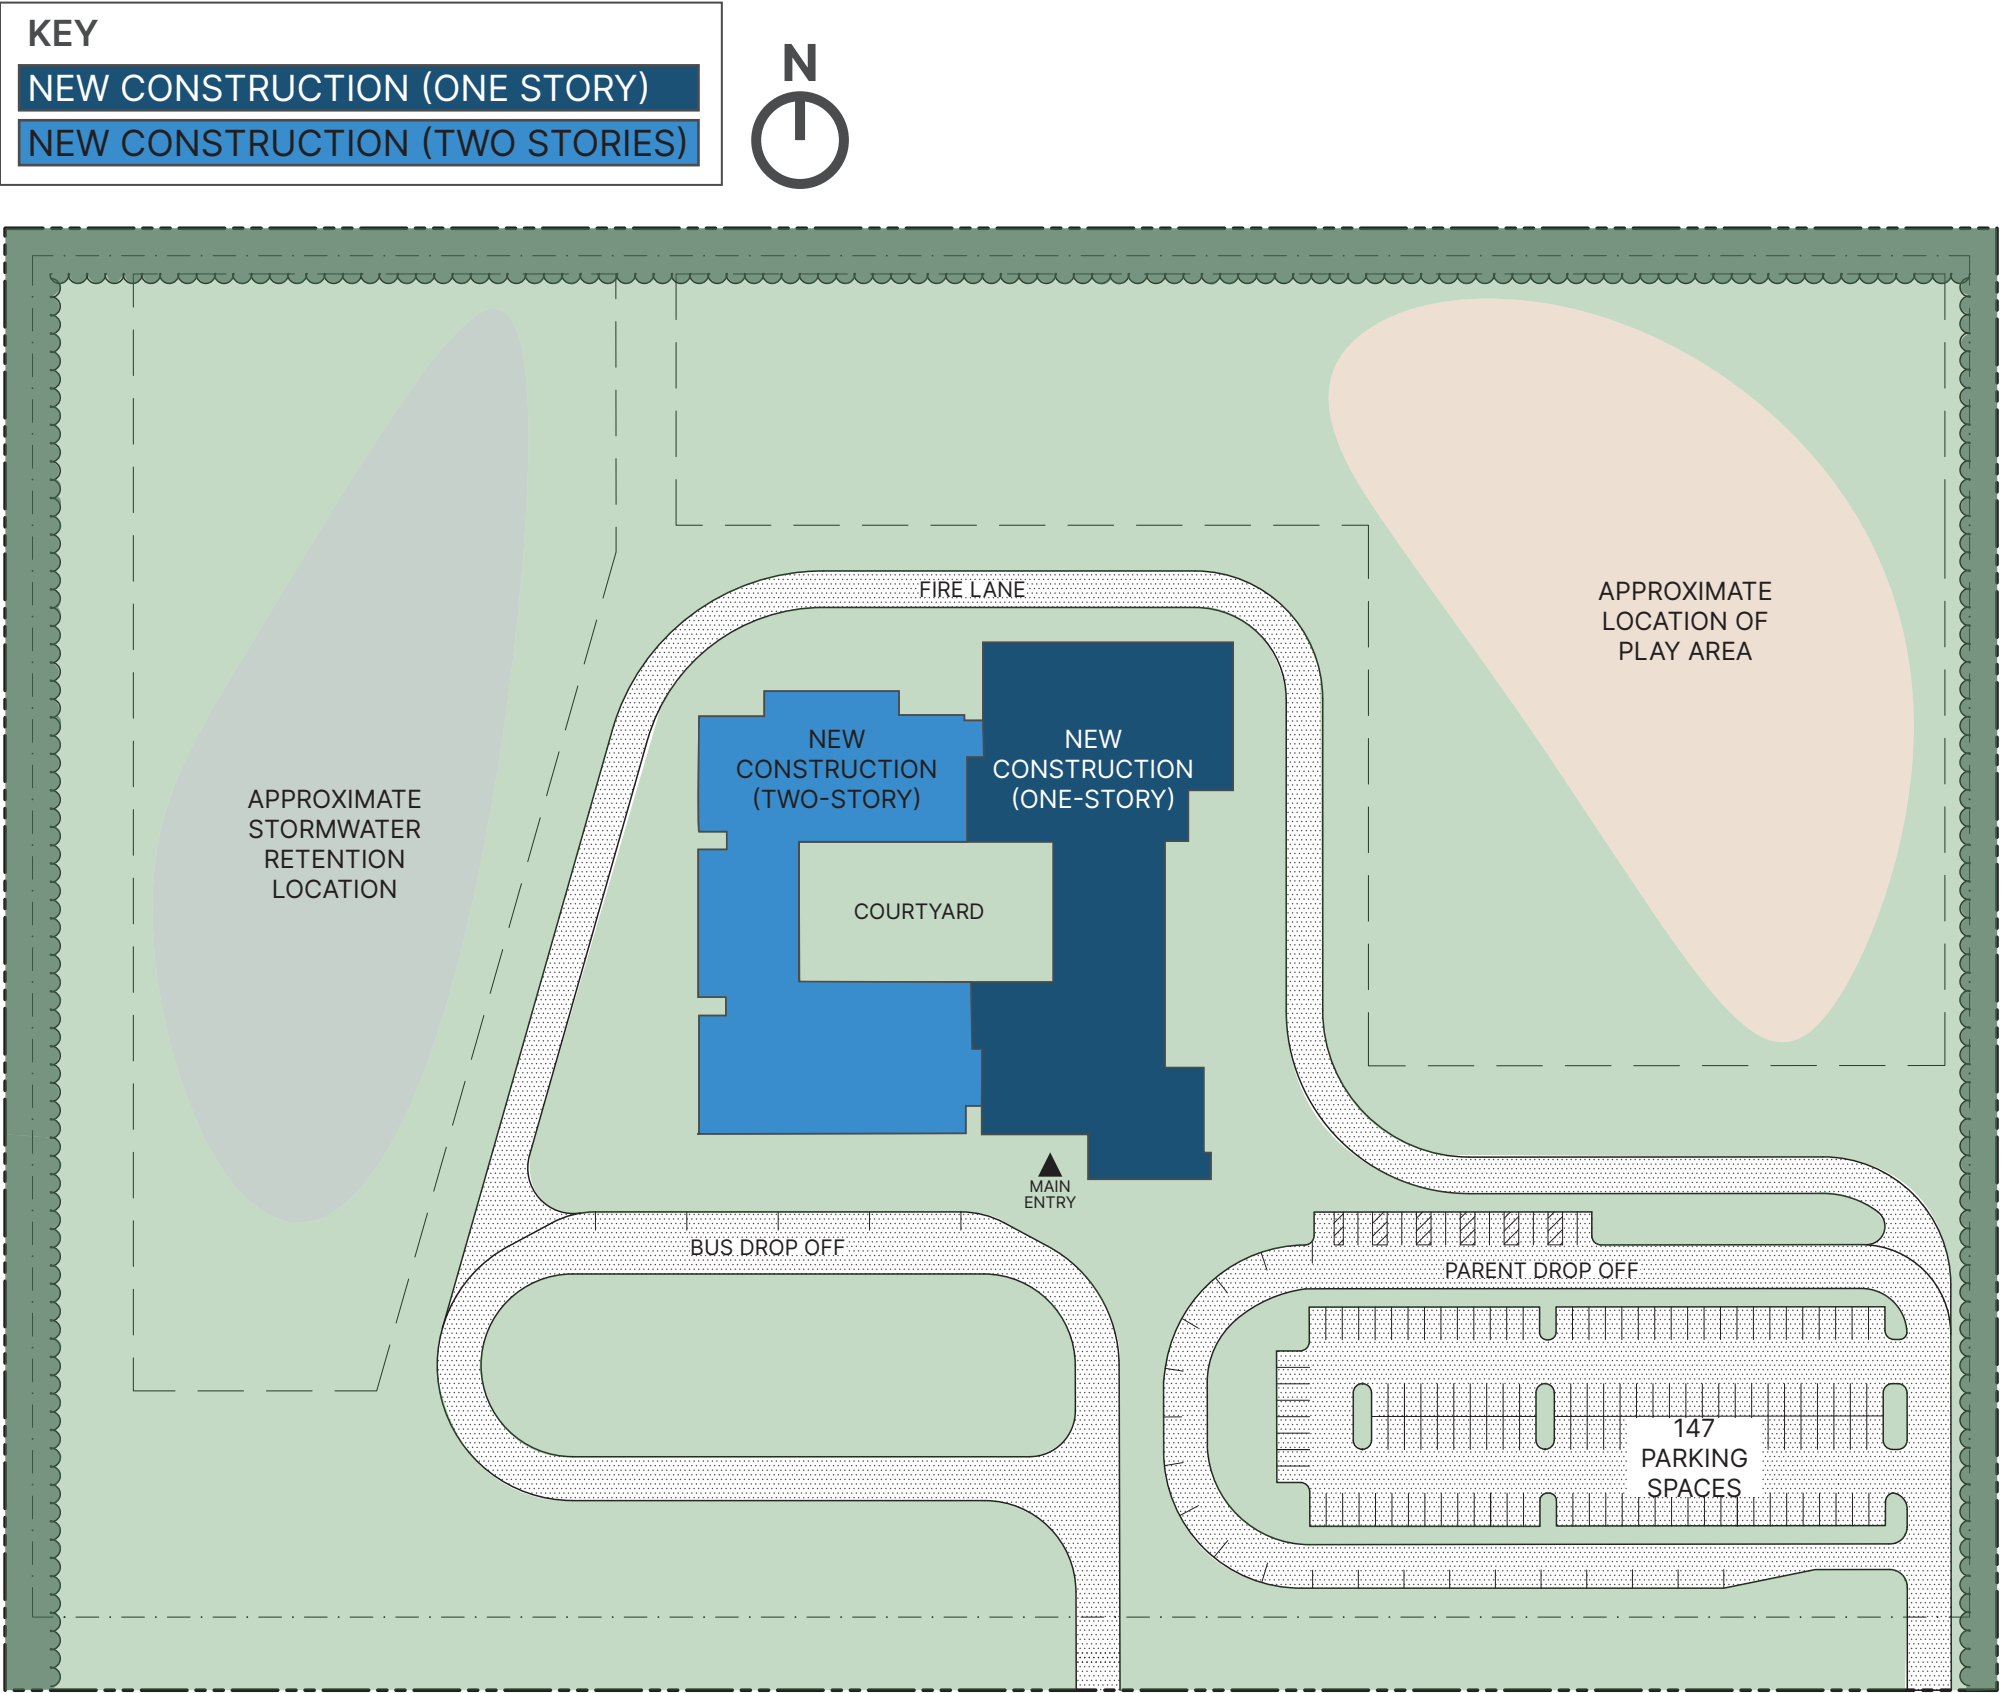 KEY
NEW CONSTRUCTION (ONE STORY)
NEW CONSTRUCTION (TWO STORIES)
N
FIRE LANE
APPROXIMATE
LOCATION OF
PLAY AREA
NEW
CONSTRUCTION
(TWO-STORY)
NEW
CONSTRUCTION
(ONE-STORY)
APPROXIMATE
STORMWATER
RETENTION
LOCATION
COURTYARD
MAIN
ENTRY
BUS DROP OFF
PARENT DROP OFF
147
PARKING
SPACES